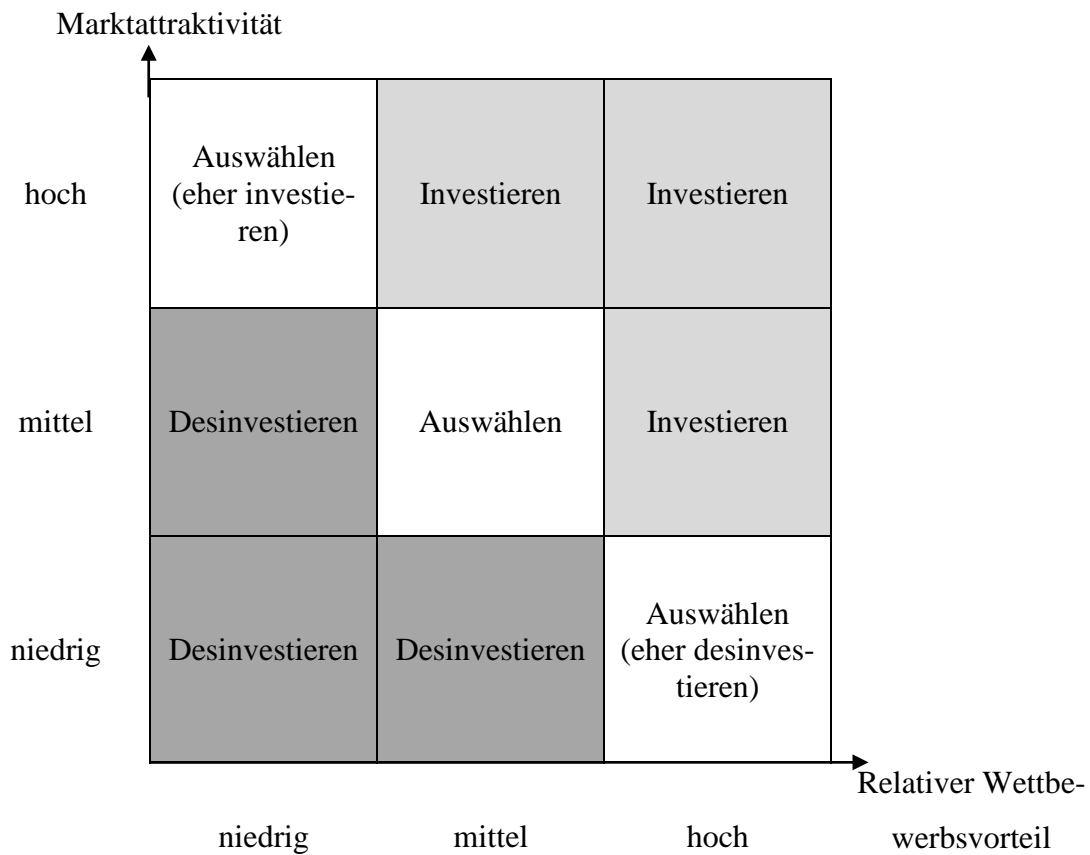 Marktattraktivität
hoch
Auswählen
(eher investie-
ren)
Investieren
Investieren
mittel
Desinvestieren
Auswählen
Investieren
niedrig
Desinvestieren
Desinvestieren
Auswählen
(eher desinves-
tieren)
Relativer Wettbe-
werbsvorteil
niedrig
mittel
hoch